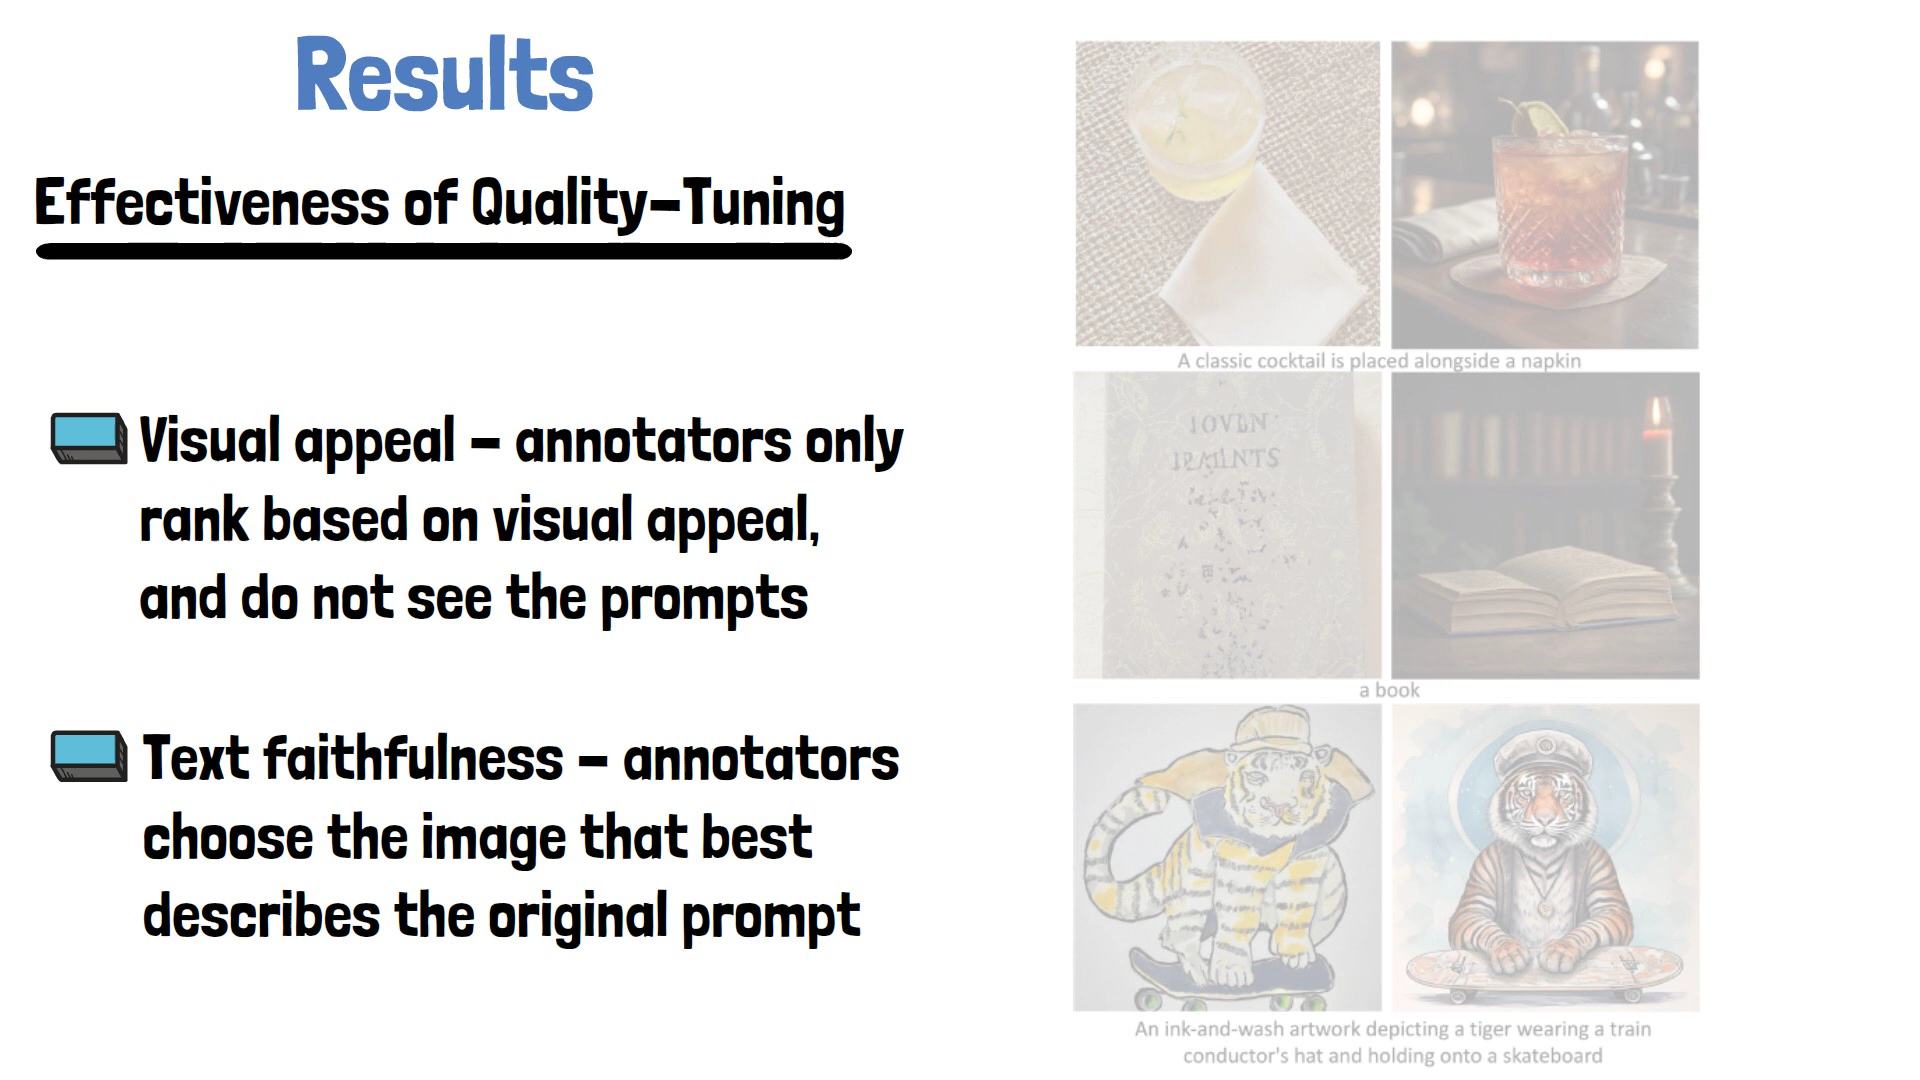 Results
Effectiveness of Quality-Tuning
Visual appeal - annotators only
rank based on visual appeal,
and do not see the prompts
Text faithfulness - annotators
choose the image that best
describes the original prompt
A classic cocktail is placed alongside a napkin
a book
An ink-and-wash artwork depicting a tiger wearing a train
conductor's hat and holding onto a skateboard